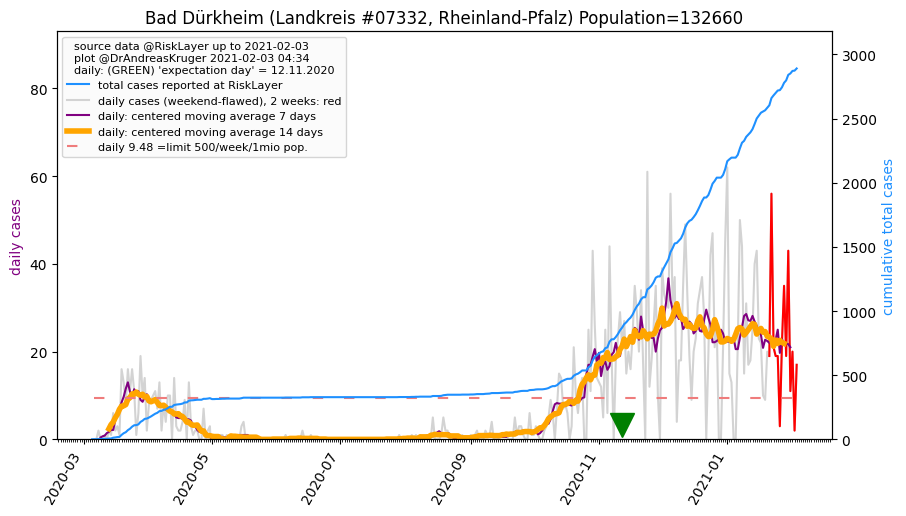 Bad Dürkheim (Landkreis #07332, Rheinland-Pfalz) Population=132660
source data @RiskLayer up to 2021-02-03
plot @DrAndreasKruger 2021-02-03 04:34
daily: (GREEN) 'expectation day' = 12.11.2020
total cases reported at RiskLayer
daily cases (weekend-flawed), 2 weeks: red
daily: centered moving average 7 days
daily: centered moving average 14 days
daily 9.48 =limit 500/week/1mio pop.
daily cases
80
60
40
20
0
cumulative total cases
3000
2500
2000
1500
1000
500
0
2020-03
2020-05
2020-07
2020-09
2020-11
2021-01